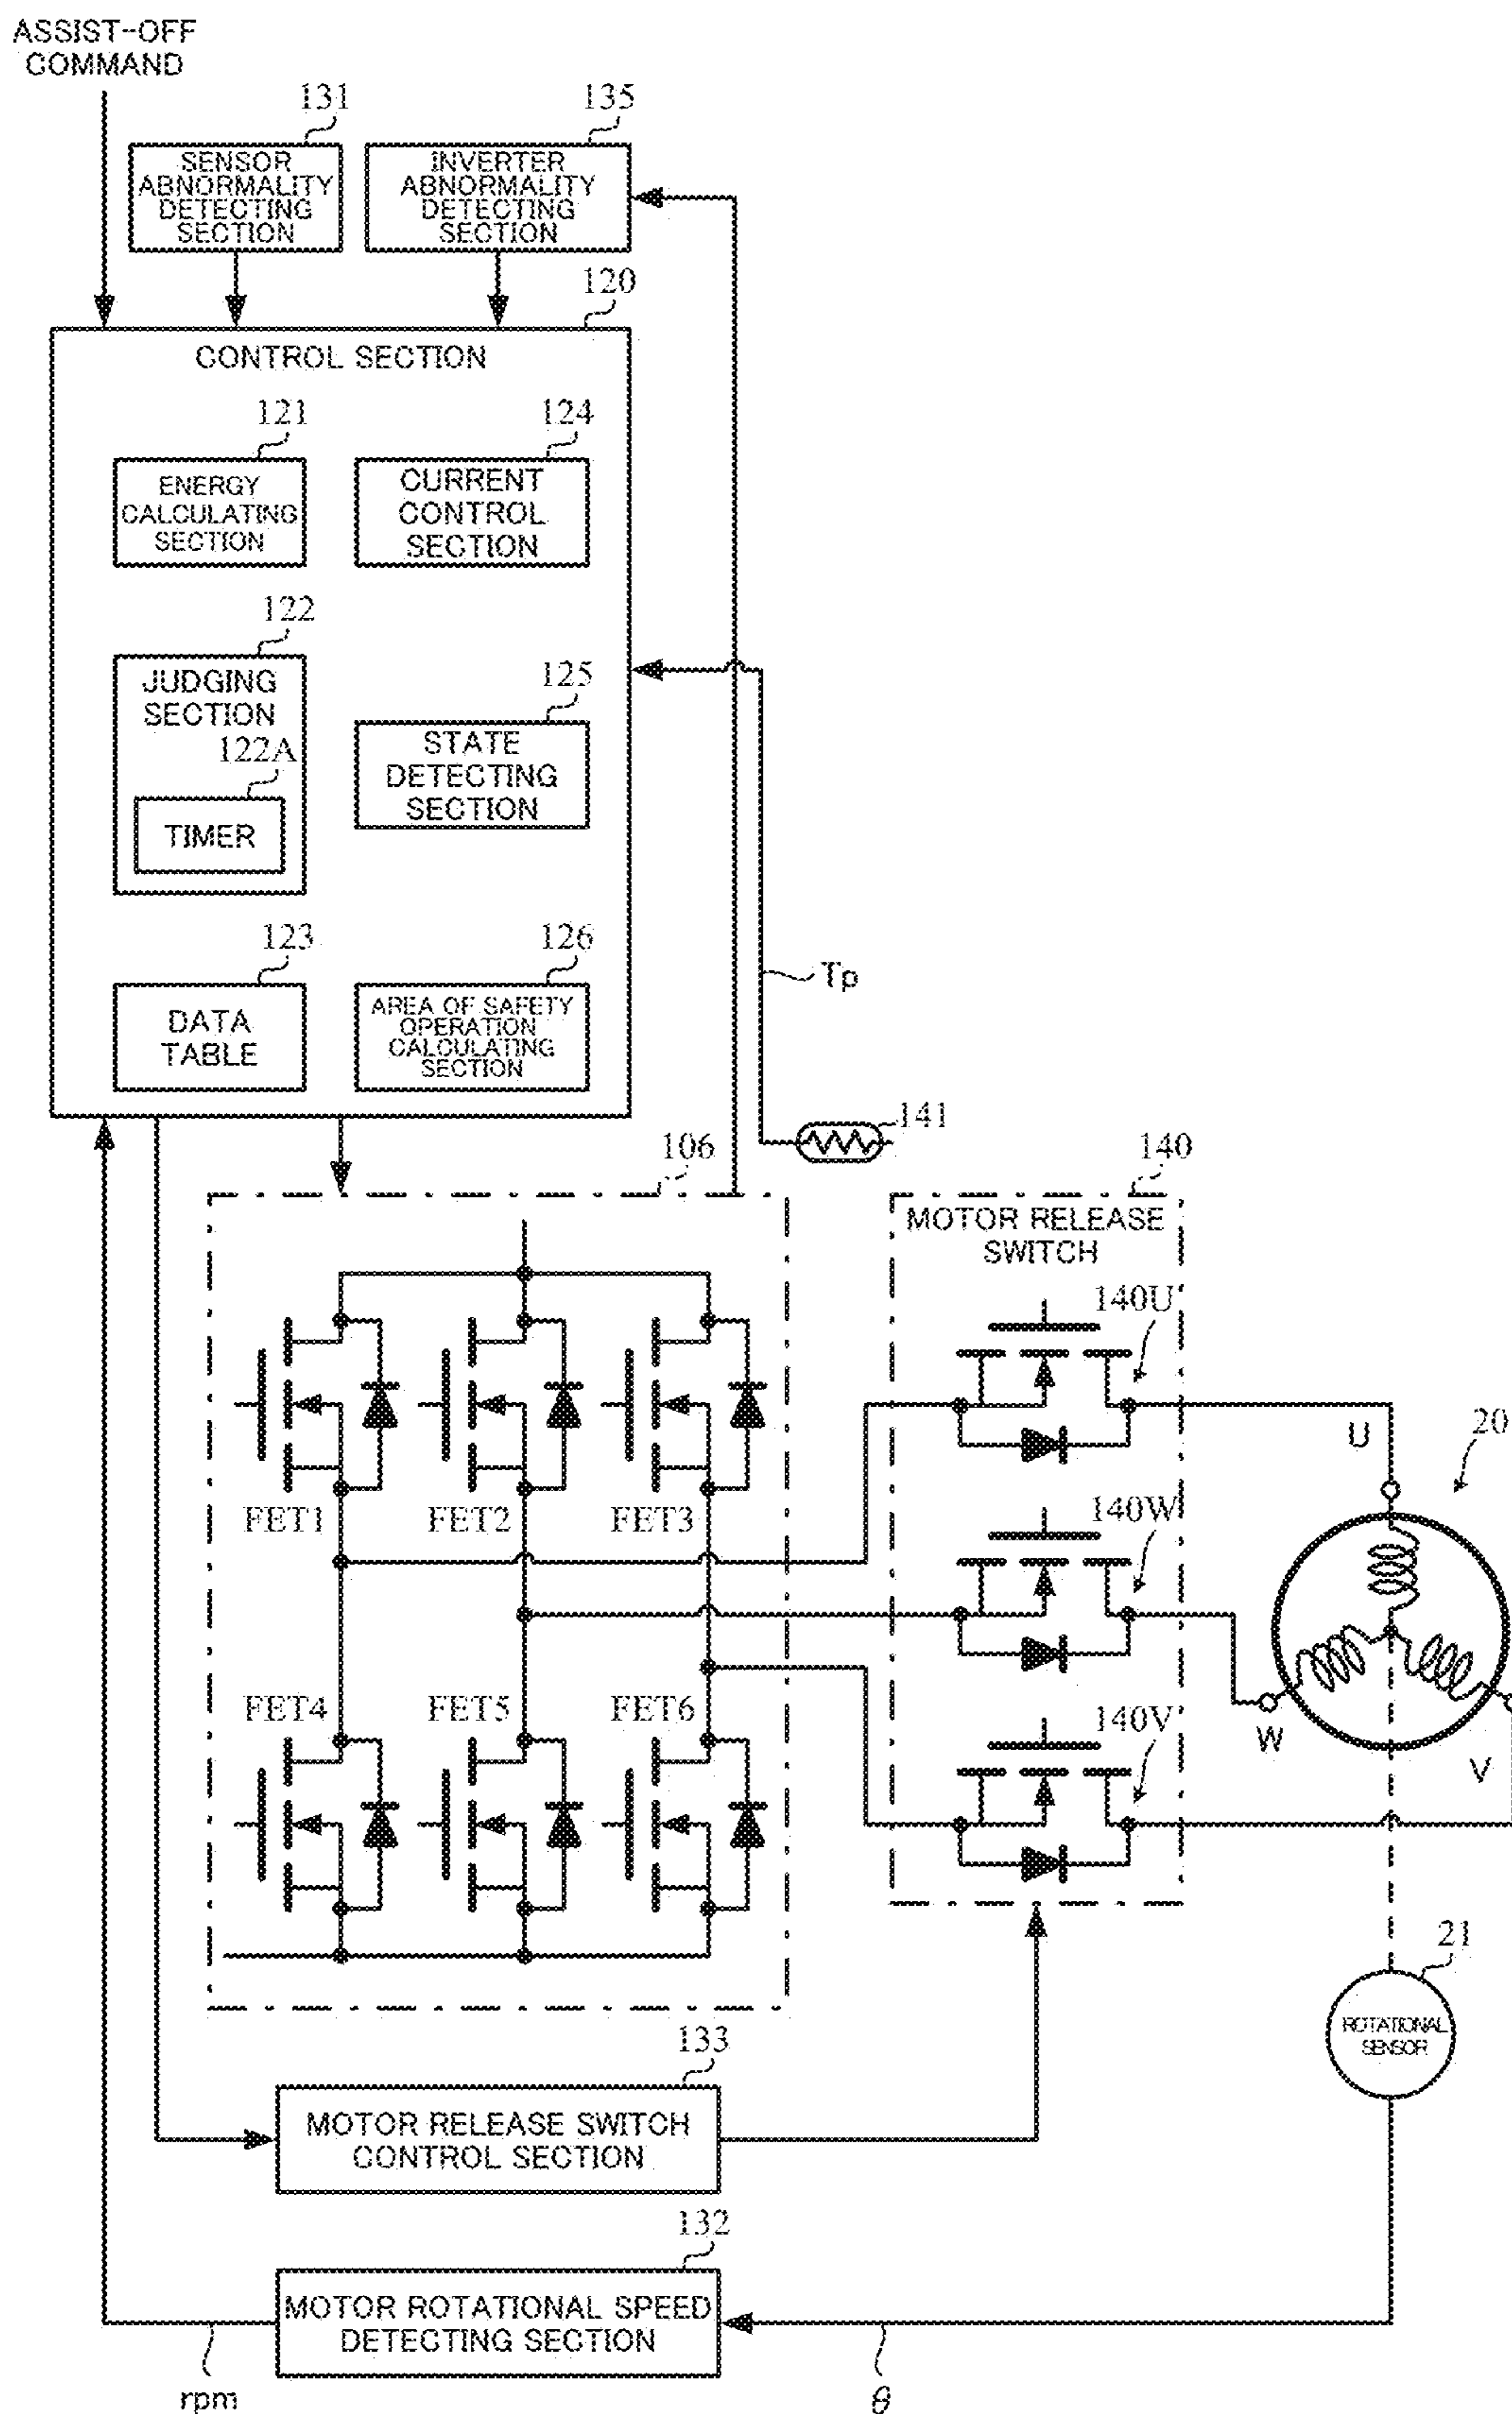 ASSIST-OFF
COMMAND
131
135
SENSOR
ABNORMALITY
DETECTING
SECTION
INVERTER
ABNORMALITY
DETECTING
SECTION
120
CONTROL SECTION
121
124
ENERGY
CALCULATING
SECTION
CURRENT
CONTROL
SECTION
122
JUDGING
SECTION
125
122A
TIMER
STATE
DETECTING
SECTION
123
126
DATA
TABLE
AREA OF SAFETY
OPERATION
CALCULATING
SECTION
Tp
141
106
140
MOTOR RELEASE
SWITCH
140U
FET1
FET2
FET3
U
20
140W
FET4
FET5
FET6
140V
W
V
21
ROTATIONAL
SENSOR
133
MOTOR RELEASE SWITCH
CONTROL SECTION
132
MOTOR ROTATIONAL SPEED
DETECTING SECTION
rpm
θ